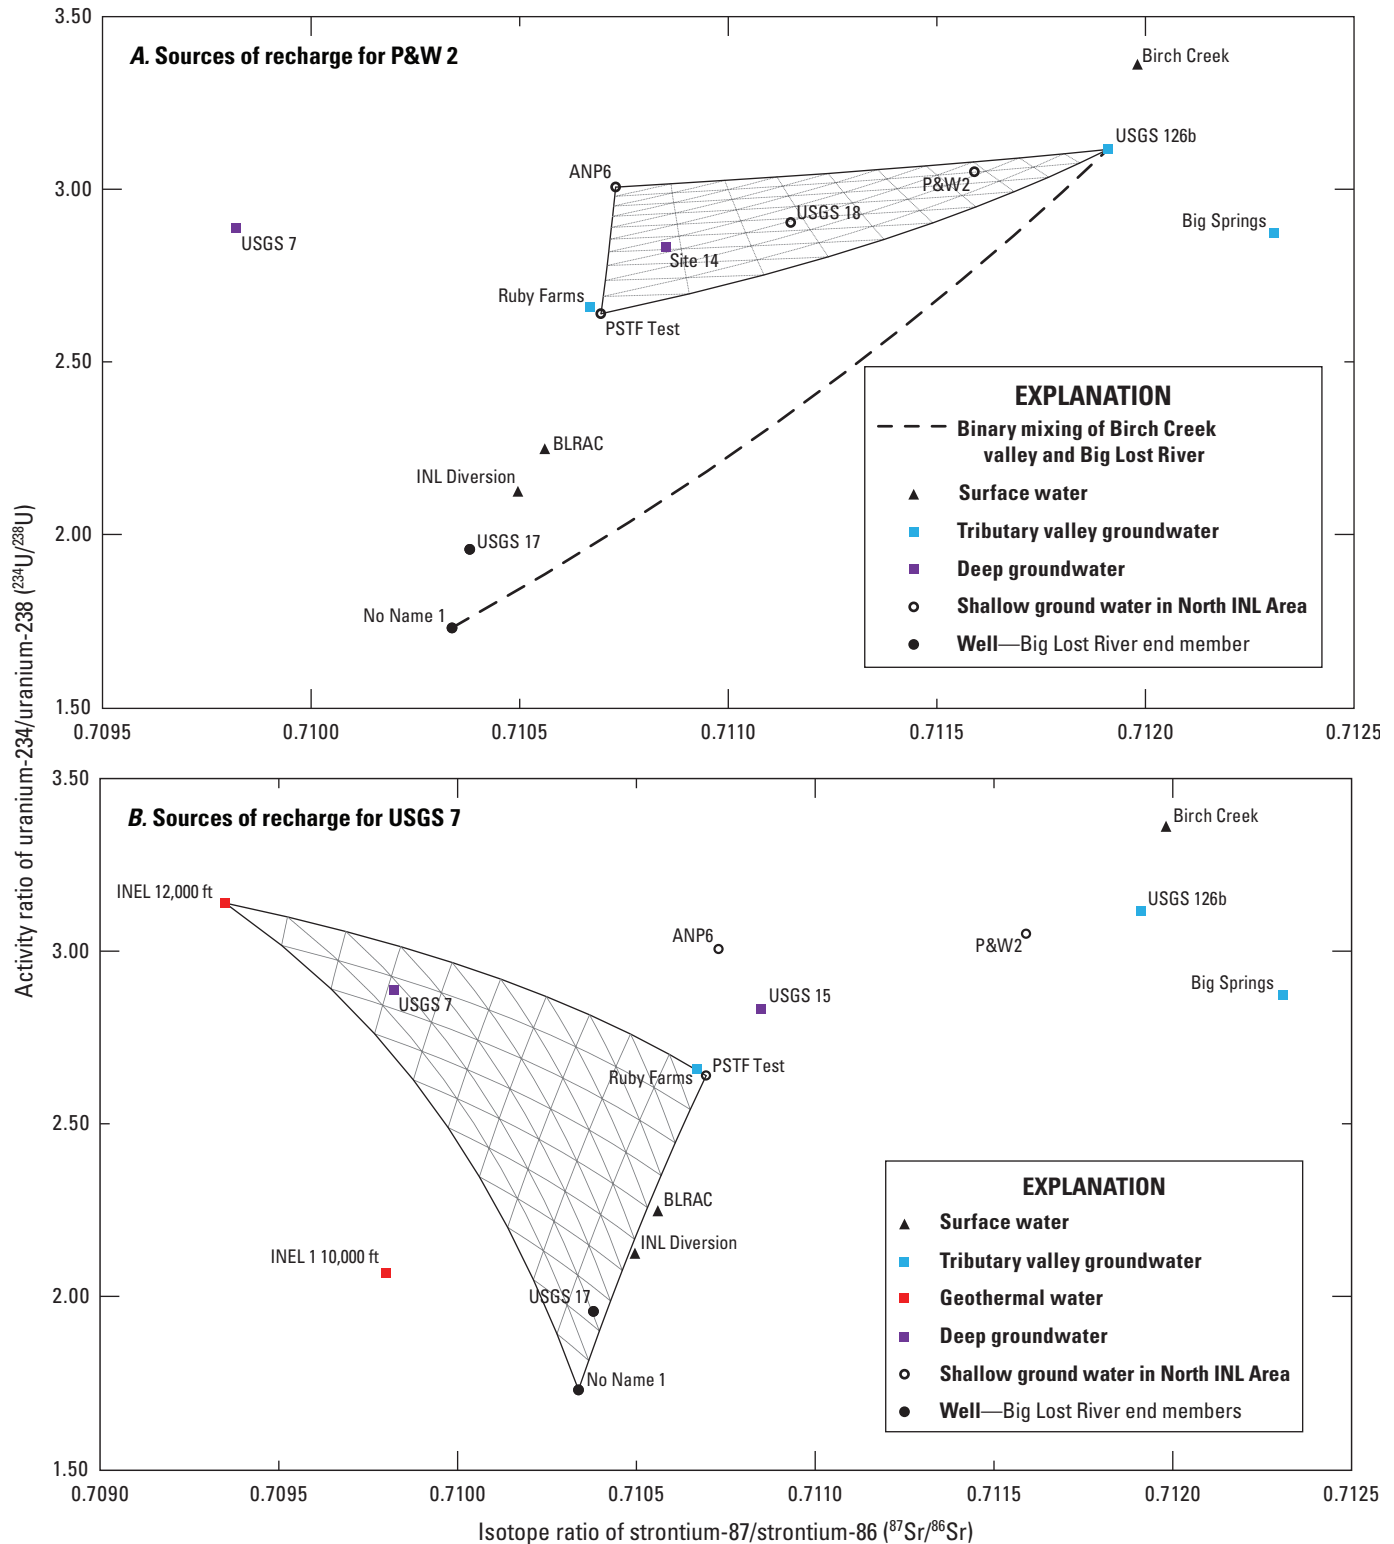 A. Sources of recharge for P&W 2
3.50
3.00
2.50
2.00
1.50
Birch Creek
USGS 126b
ANP6
P&W2
USGS 18
Big Springs
USGS 7
Site 14
Ruby Farms
PSTF Test
BLRAC
INL Diversion
USGS 17
No Name 1
EXPLANATION
Binary mixing of Birch Creek
valley and Big Lost River
Surface water
Tributary valley groundwater
Deep groundwater
Shallow ground water in North INL Area
Well—Big Lost River end member
0.7095 0.7100 0.7105 0.7110 0.7115 0.7120 0.7125
Activity ratio of uranium-234/uranium-238 (²³⁴U/²³⁸U)
B. Sources of recharge for USGS 7
3.50
3.00
2.50
2.00
1.50
Birch Creek
INEL 12,000 ft
USGS 126b
ANP6
P&W2
USGS 7
USGS 15
Big Springs
PSTF Test
Ruby Farms
BLRAC
INL Diversion
INEL 1 10,000 ft
USGS 17
No Name 1
EXPLANATION
Surface water
Tributary valley groundwater
Geothermal water
Deep groundwater
Shallow ground water in North INL Area
Well—Big Lost River end members
0.7090 0.7095 0.7100 0.7105 0.7110 0.7115 0.7120 0.7125
Isotope ratio of strontium-87/strontium-86 (⁸⁷Sr/⁸⁶Sr)